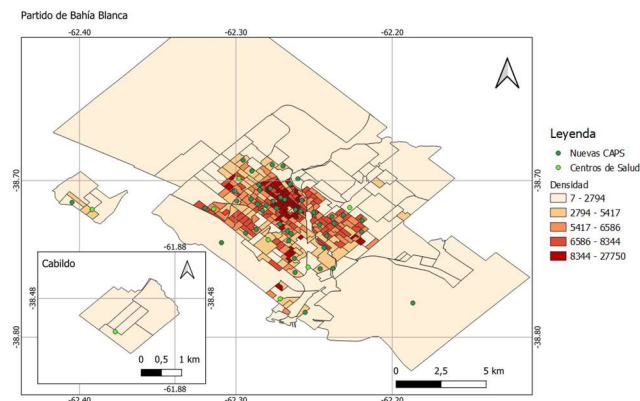 Partido de Bahía Blanca
-62.40
-62.30
-62.20
-38.70
-38.70
-61.88
Cabildo
-38.48
-38.48
0 0,5 1 km
-61.88
-38.80
-38.80
0 2,5 5 km
-62.40
-62.30
-62.20
Leyenda
Nuevas CAPS
Centros de Salud
Densidad
7 - 2794
2794 - 5417
5417 - 6586
6586 - 8344
8344 - 27750